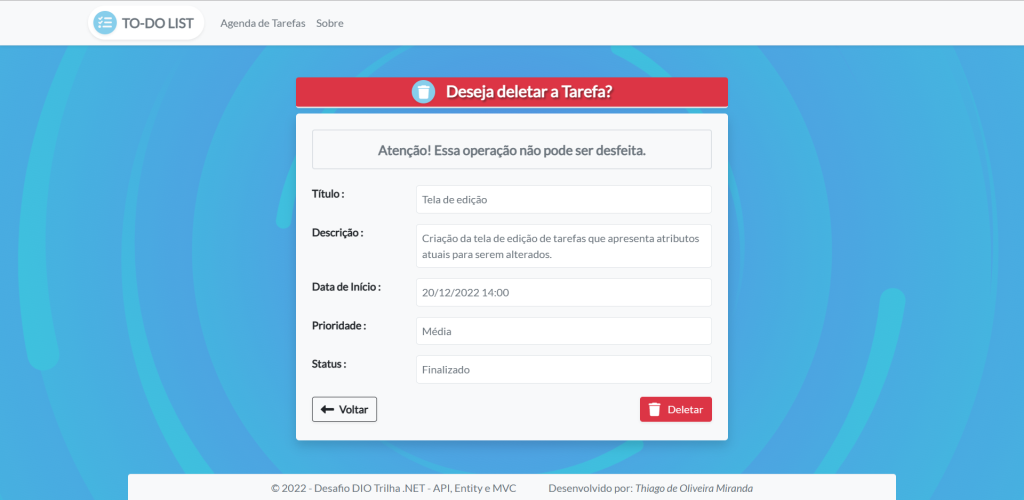 TO-DO LIST Agenda de Tarefas Sobre
Deseja deletar a Tarefa?
Atenção! Essa operação não pode ser desfeita.
Título : Tela de edição
Descrição : Criação da tela de edição de tarefas que apresenta atributos
atuais para serem alterados.
Data de Início : 20/12/2022 14:00
Prioridade : Média
Status : Finalizado
Voltar Deletar
© 2022 - Desafio DIO Trilha .NET - API, Entity e MVC Desenvolvido por: Thiago de Oliveira Miranda